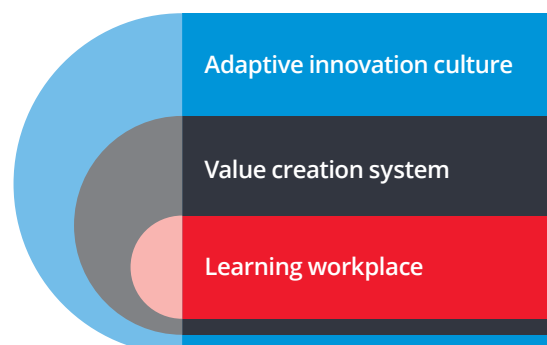 Adaptive innovation culture
Value creation system
Learning workplace